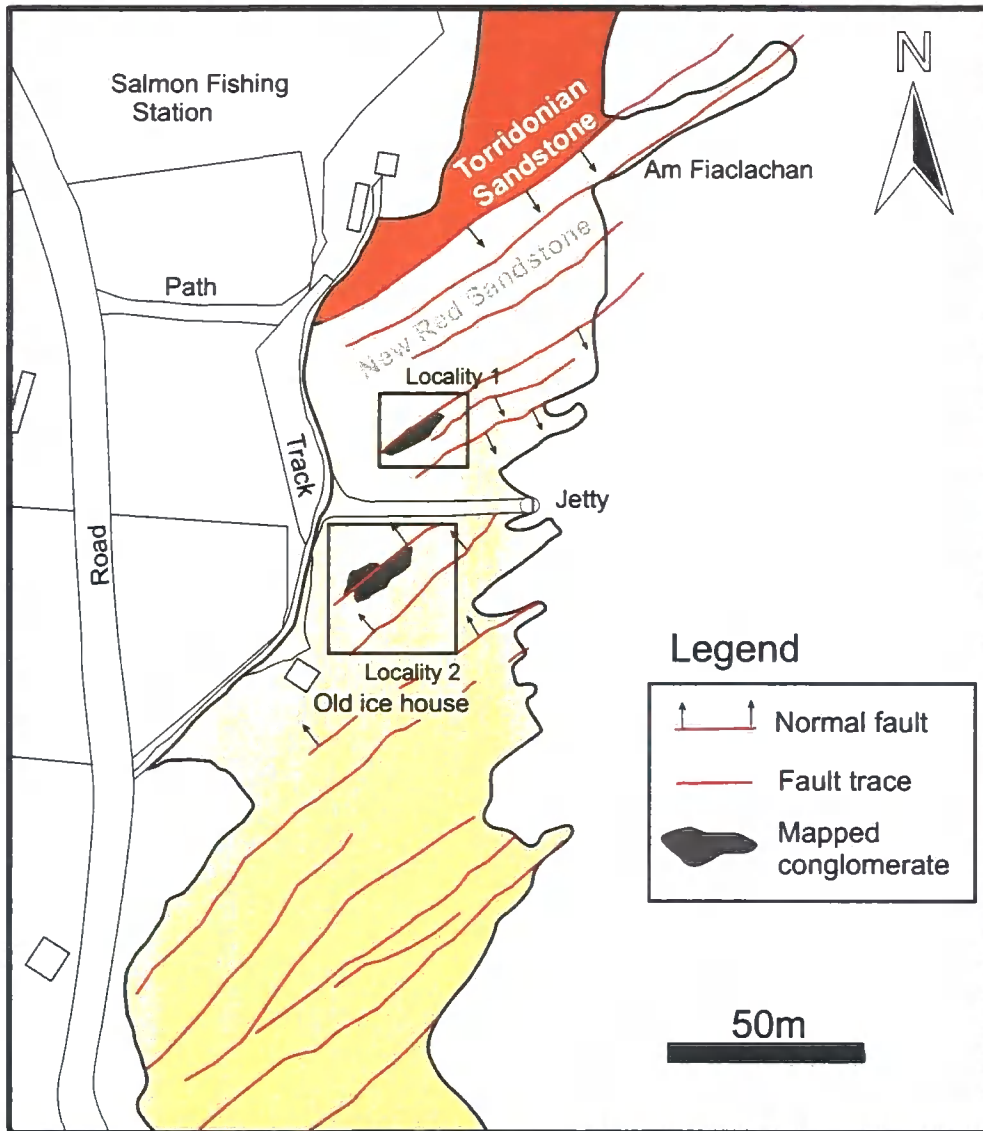 Salmon Fishing
Station
N
Torridonian
Sandstone
Am Fiaclachan
New Red Sandstone
Path
Locality 1
Track
Jetty
Road
Locality 2
Old ice house
Legend
Normal fault
Fault trace
Mapped
conglomerate
50m